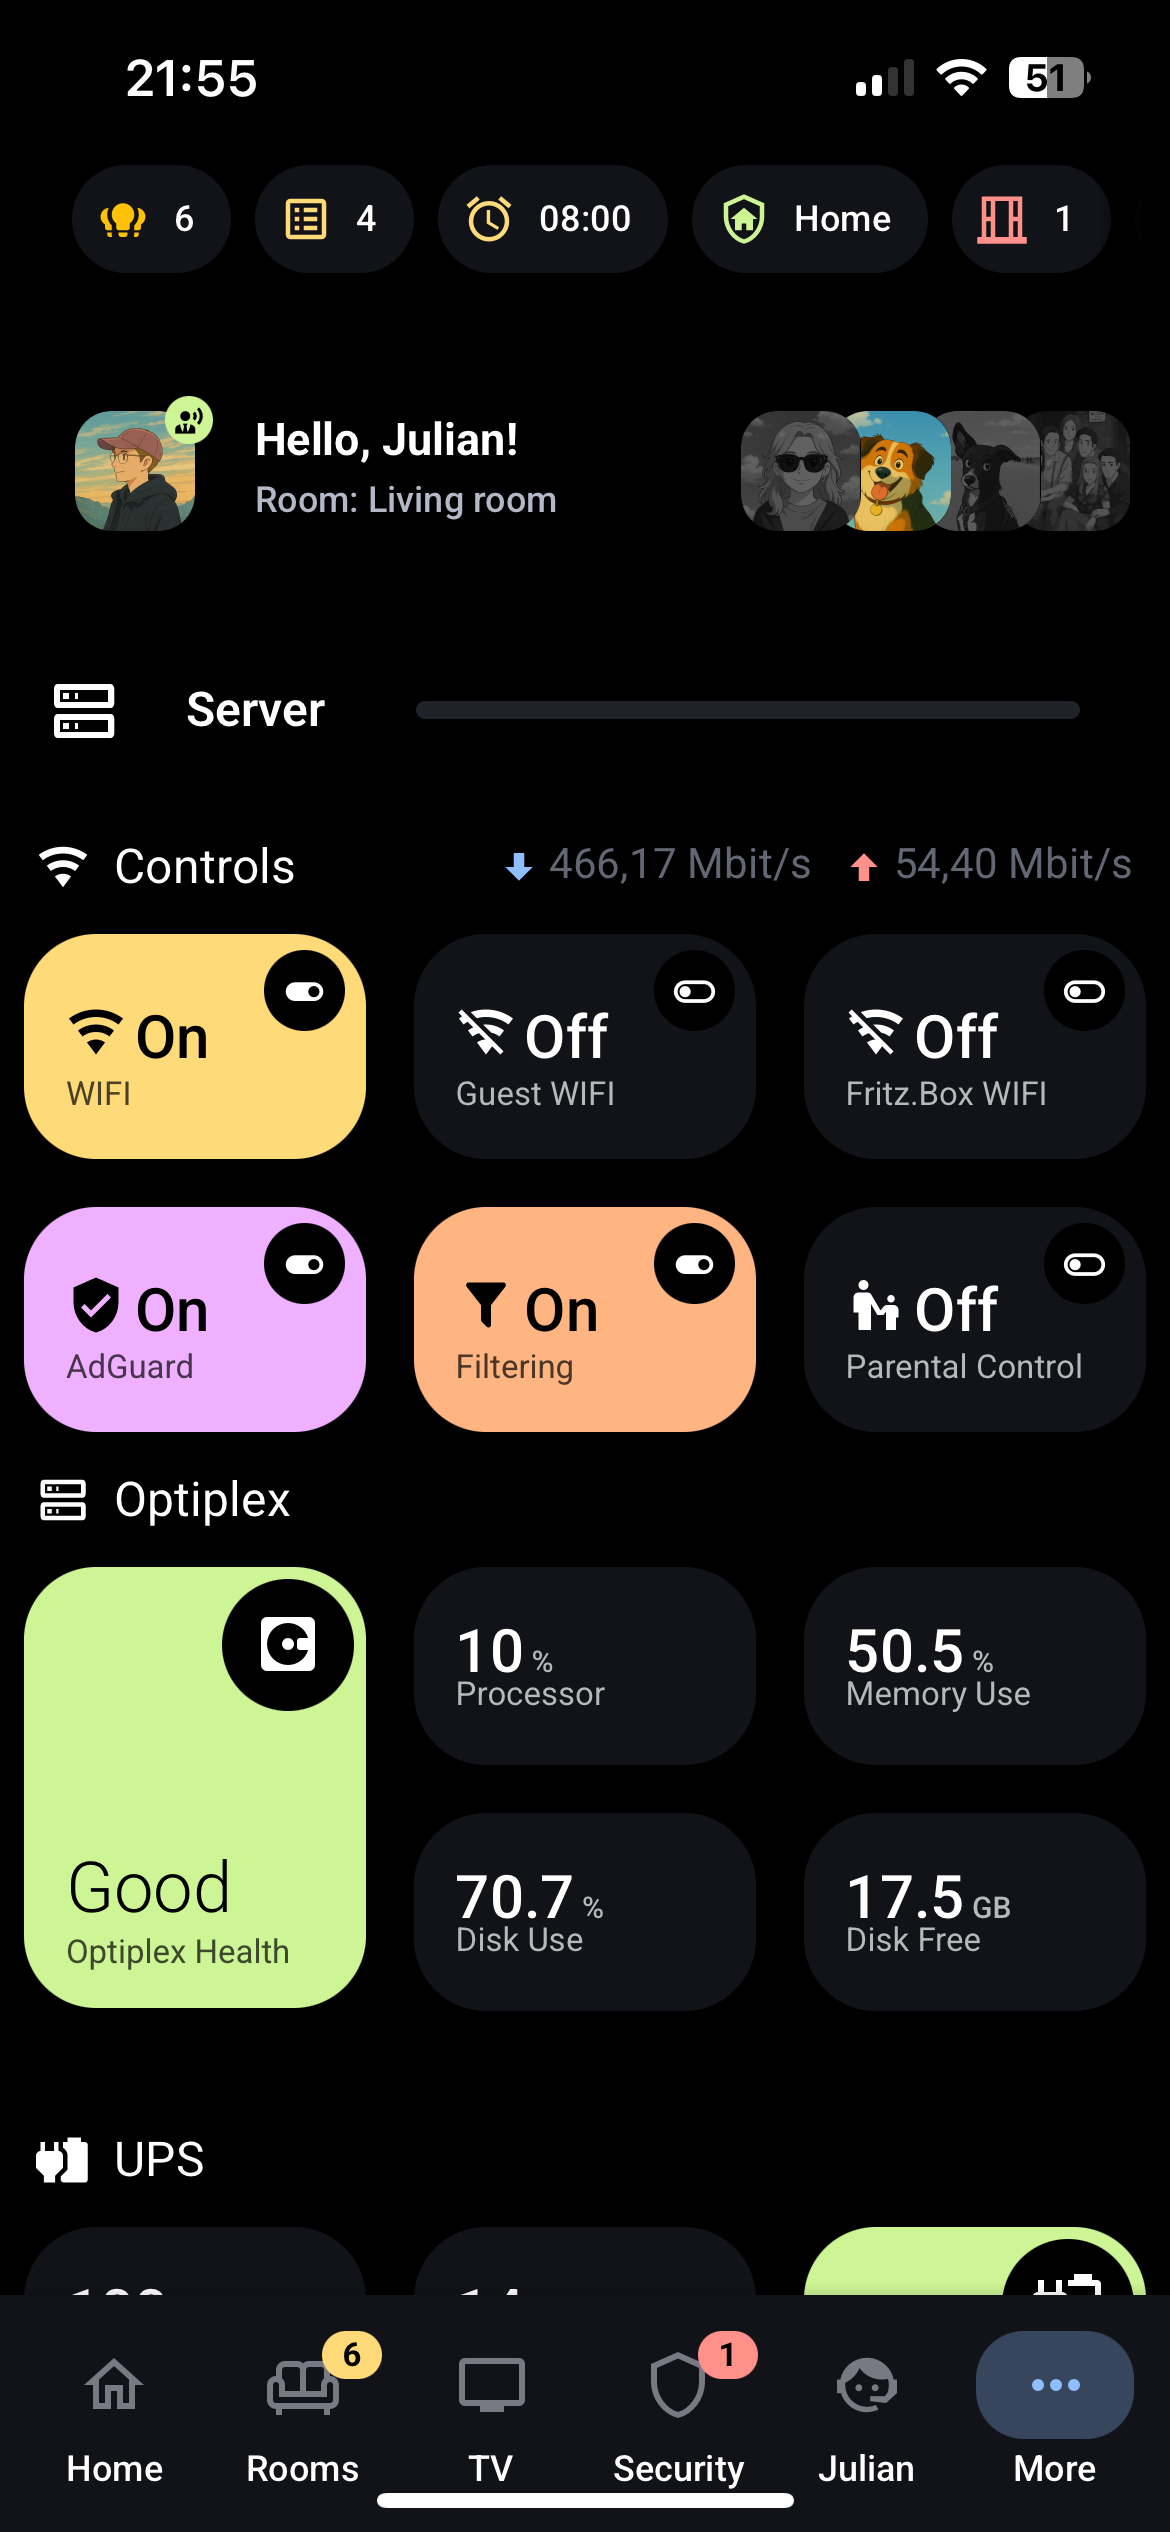 21:55
51
6
4
08:00
Home
1
Hello, Julian!
Room: Living room
Server
Controls
466,17 Mbit/s
54,40 Mbit/s
On
WIFI
Off
Guest WIFI
Off
Fritz.Box WIFI
On
AdGuard
On
Filtering
Off
Parental Control
Optiplex
Good
Optiplex Health
10 %
Processor
50.5 %
Memory Use
70.7 %
Disk Use
17.5 GB
Disk Free
UPS
6
1
Home
Rooms
TV
Security
Julian
More